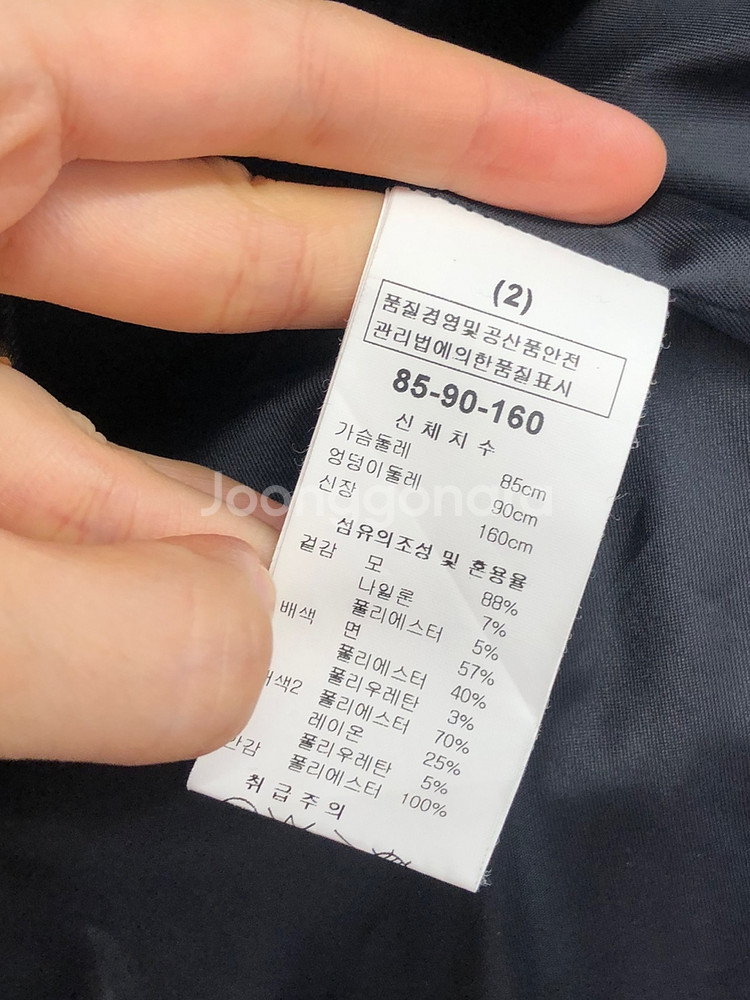 (2)
품질경영및공산품안전
관리법에의한품질표시
85-90-160
신체치수
가슴둘레 85cm
엉덩이둘레 90cm
신장 160cm
섬유의조성 및 혼용율
겉감 모 88%
나일론 7%
폴리에스터 5%
배색 면 57%
폴리에스터 40%
폴리우레탄 3%
배색2 폴리에스터 70%
레이온 25%
폴리우레탄 5%
안감 폴리에스터 100%
취급주의
Joonggonara